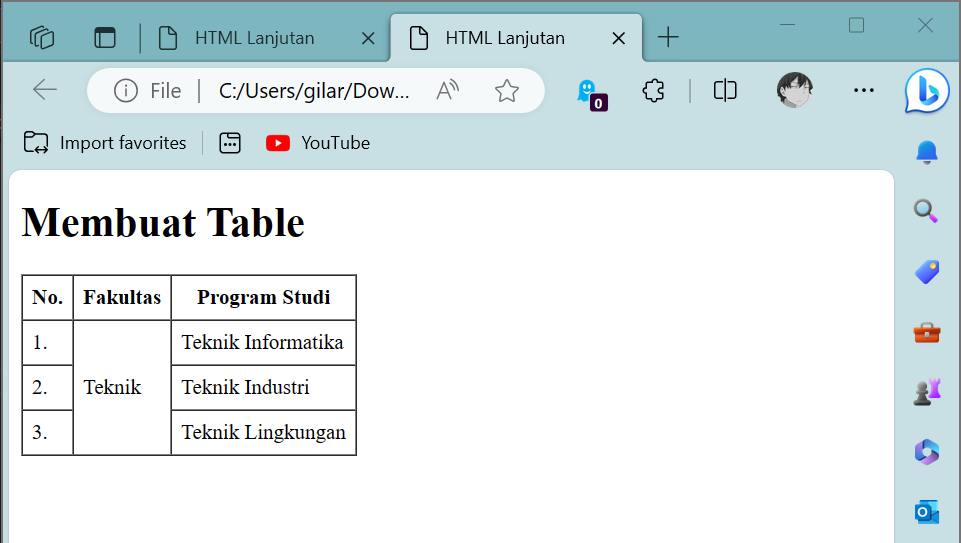 HTML Lanjutan
HTML Lanjutan
File | C:/Users/gilar/Dow...
0
Import favorites
YouTube
Membuat Table
No. Fakultas Program Studi
1. Teknik Informatika
2. Teknik Teknik Industri
3. Teknik Lingkungan